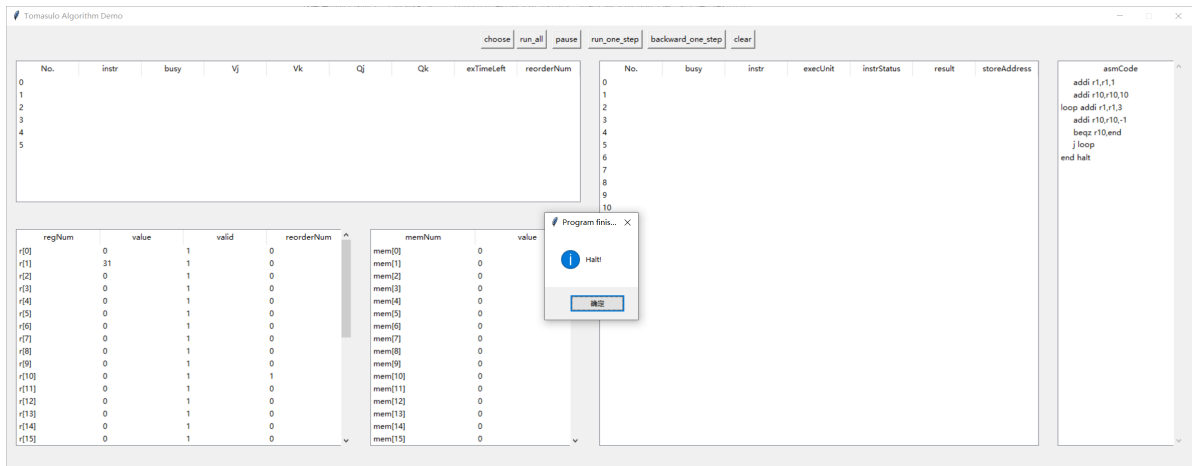 Tomasulo Algorithm Demo
choose run_all pause run_one_step backward_one_step clear
No. instr busy Vj Vk Qj Qk exTimeLeft reorderNum
0
1
2
3
4
5
No. busy instr execUnit instrStatus result storeAddress
0
1
2
3
4
5
6
7
8
9
10
asmCode
addi r1,r1,1
addi r10,r10,10
loop addi r1,r1,3
addi r10,r10,-1
beqz r10,end
j loop
end halt
regNum value valid reorderNum
r[0] 0 1 0
r[1] 31 1 0
r[2] 0 1 0
r[3] 0 1 0
r[4] 0 1 0
r[5] 0 1 0
r[6] 0 1 0
r[7] 0 1 0
r[8] 0 1 0
r[9] 0 1 0
r[10] 0 1 1
r[11] 0 1 0
r[12] 0 1 0
r[13] 0 1 0
r[14] 0 1 0
r[15] 0 1 0
memNum value
mem[0] 0
mem[1] 0
mem[2] 0
mem[3] 0
mem[4] 0
mem[5] 0
mem[6] 0
mem[7] 0
mem[8] 0
mem[9] 0
mem[10] 0
mem[11] 0
mem[12] 0
mem[13] 0
mem[14] 0
mem[15] 0
Program finis...
Halt!
确定